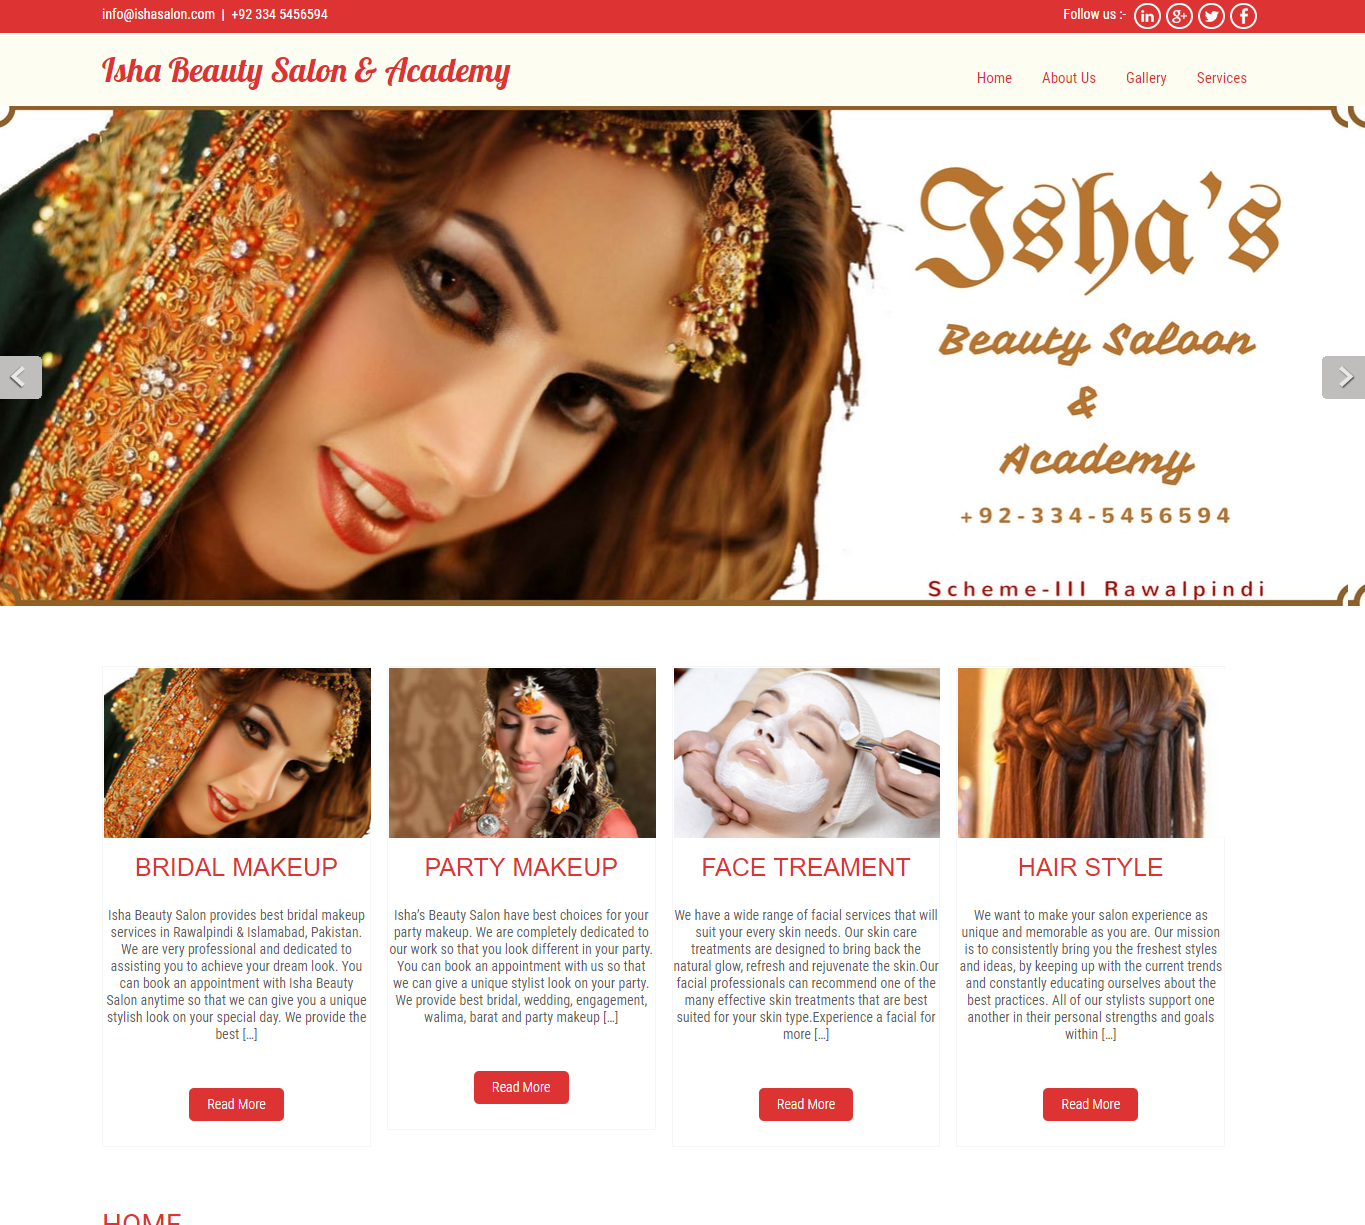 info@ishasalon.com | +92 334 5456594
Follow us :-
Isha Beauty Salon & Academy
Home About Us Gallery Services
Isha's
Beauty Saloon
&
Academy
+92-334-5456594
Scheme-III Rawalpindi
BRIDAL MAKEUP
Isha Beauty Salon provides best bridal makeup
services in Rawalpindi & Islamabad, Pakistan.
We are very professional and dedicated to
assisting you to achieve your dream look. You
can book an appointment with Isha Beauty
Salon anytime so that we can give you a unique
stylish look on your special day. We provide the
best [...]
Read More
PARTY MAKEUP
Isha’s Beauty Salon have best choices for your
party makeup. We are completely dedicated to
our work so that you look different in your party.
You can book an appointment with us so that
we can give a unique stylist look on your party.
We provide best bridal, wedding, engagement,
walima, barat and party makeup [...]
Read More
FACE TREAMENT
We have a wide range of facial services that will
suit your every skin needs. Our skin care
treatments are designed to bring back the
natural glow, refresh and rejuvenate the skin.Our
facial professionals can recommend one of the
many effective skin treatments that are best
suited for your skin type.Experience a facial for
more [...]
Read More
HAIR STYLE
We want to make your salon experience as
unique and memorable as you are. Our mission
is to consistently bring you the freshest styles
and ideas, by keeping up with the current trends
and constantly educating ourselves about the
best practices. All of our stylists support one
another in their personal strengths and goals
within [...]
Read More
HOME